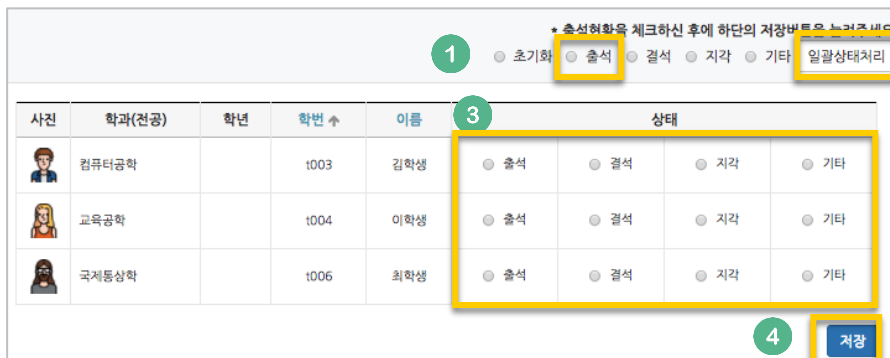 * 출석현황을 체크하신 후에 하단의 저장버튼을 눌러주세요
1 초기화 출석 결석 지각 기타 일괄상태처리
사진 학과(전공) 학년 학번 이름 3 상태
컴퓨터공학 t003 김학생 출석 결석 지각 기타
교육공학 t004 이학생 출석 결석 지각 기타
국제통상학 t006 최학생 출석 결석 지각 기타
4 저장